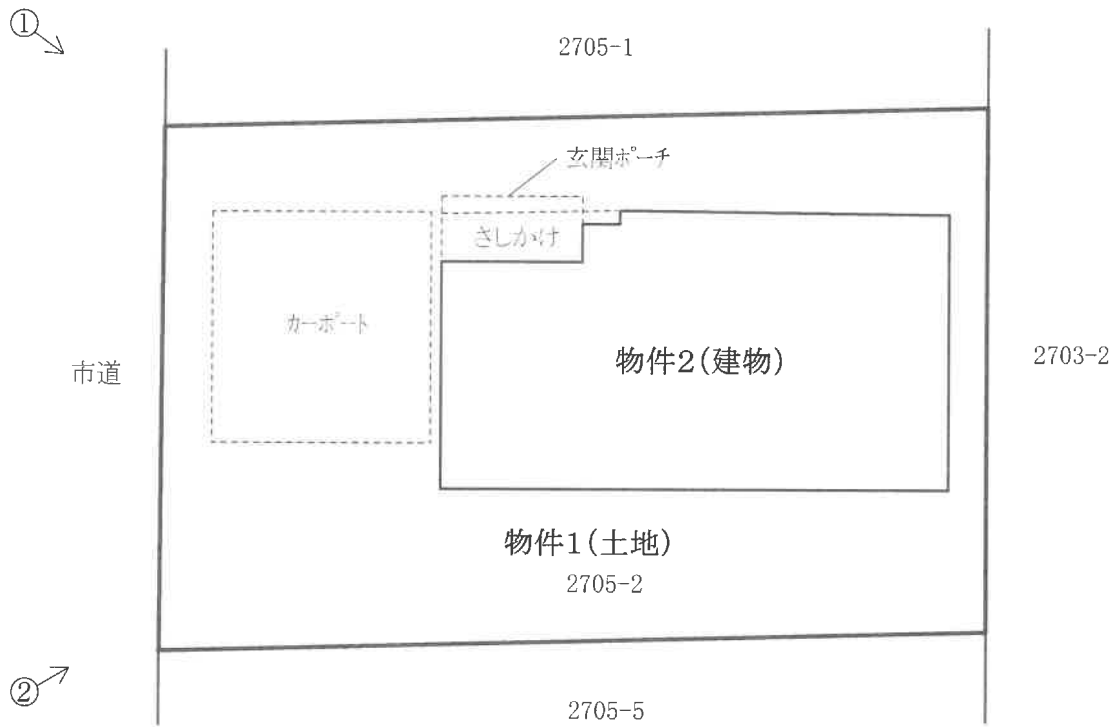 ①
2705-1
玄関ポーチ
さしかけ
カーポート
市道
物件2(建物)
2703-2
物件1(土地)
2705-2
②
2705-5